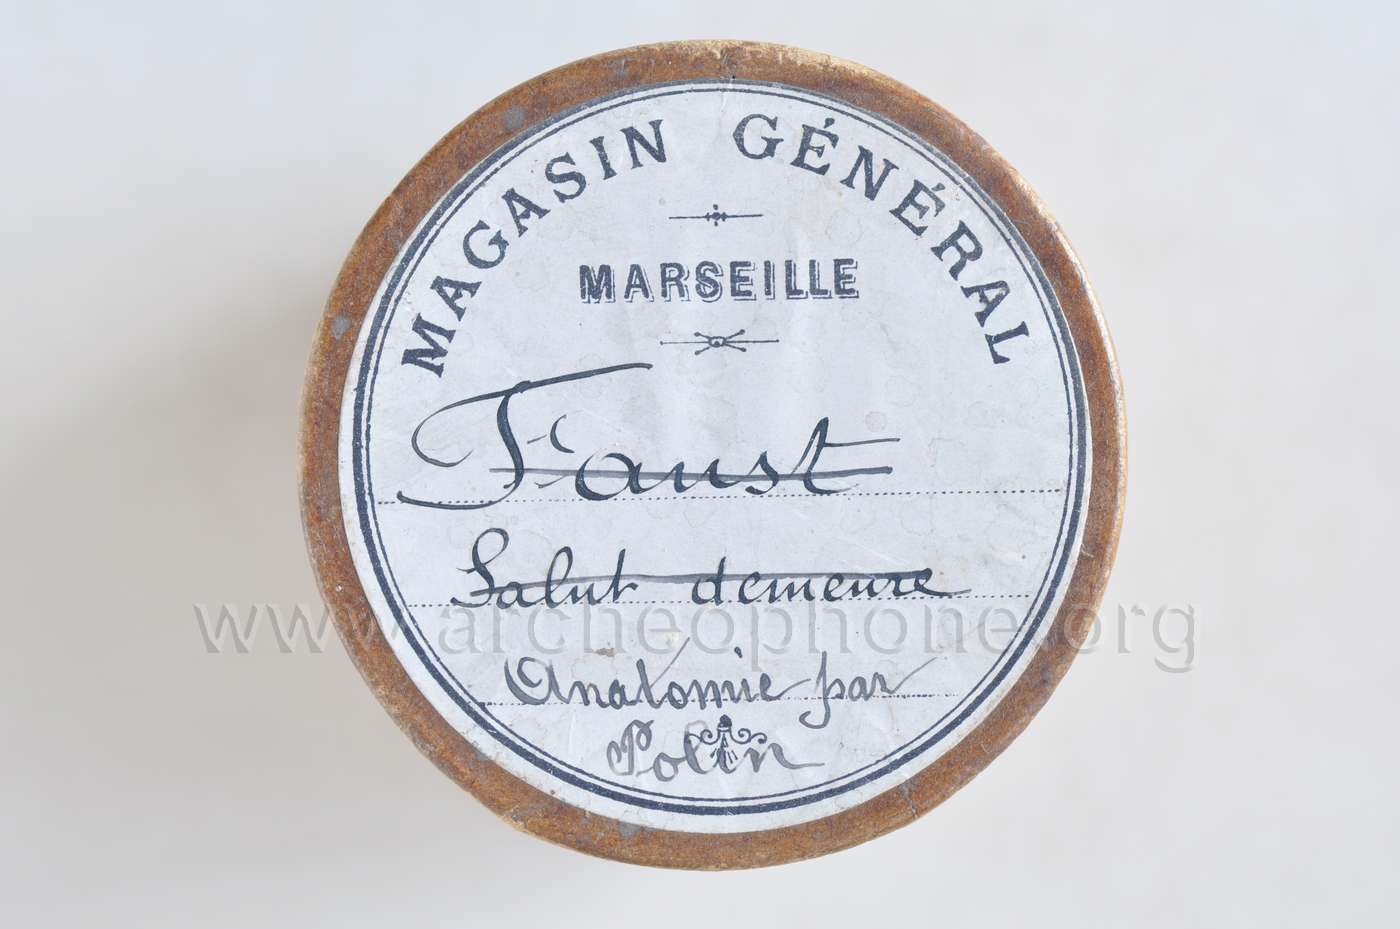 MAGASIN GÉNÉRAL
MARSEILLE
Faust
Salut demeure
www.archeophone.org
Anatomie par
Polin